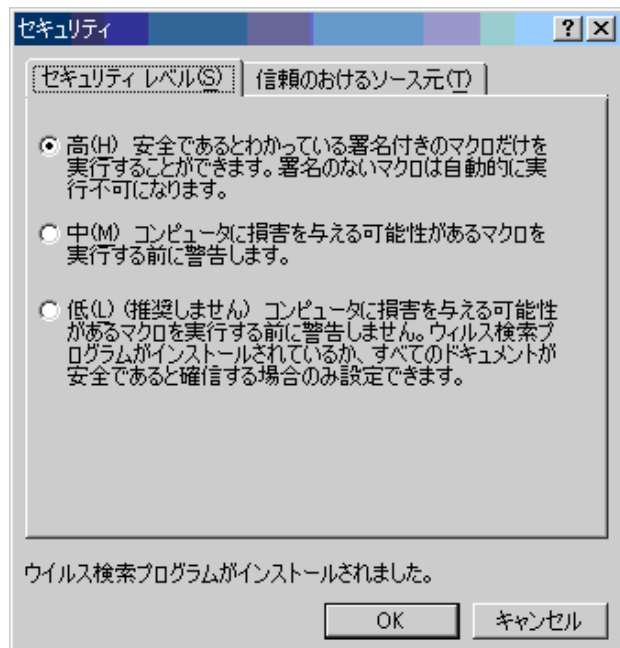 セキュリティ
セキュリティ レベル(S) 信頼のおけるソース元(T)
高(H) 安全であるとわかっている署名付きのマクロだけを
実行することができます。署名のないマクロは自動的に実
行不可になります。
中(M) コンピュータに損害を与える可能性があるマクロを
実行する前に警告します。
低(L) (推奨しません) コンピュータに損害を与える可能性
があるマクロを実行する前に警告しません。ウィルス検索プ
ログラムがインストールされているか、すべてのドキュメントが
安全であると確信する場合のみ設定できます。
ウイルス検索プログラムがインストールされました。
OK キャンセル